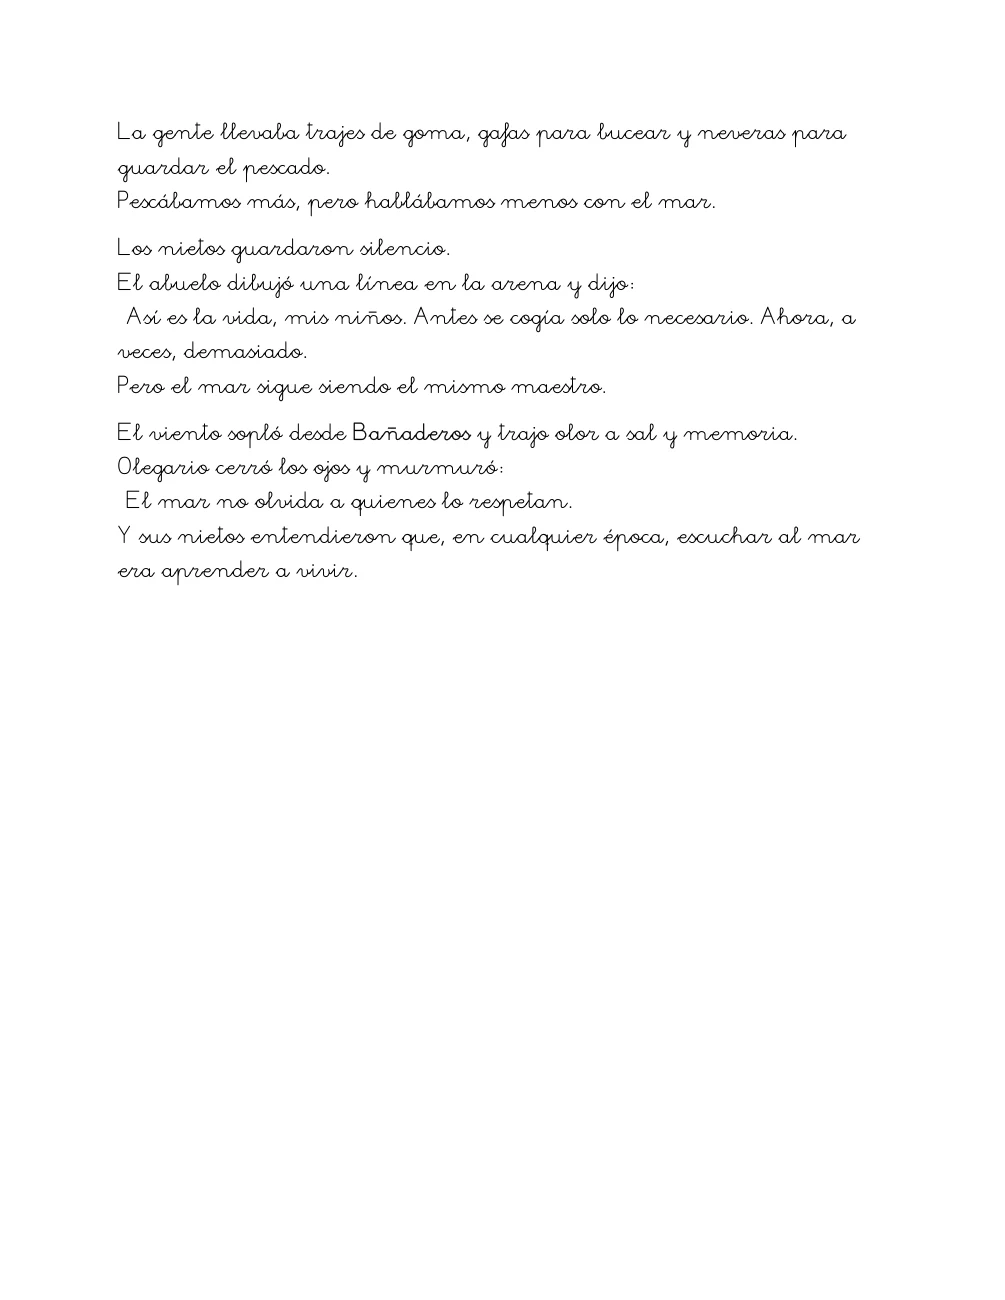 La gente llevaba trajes de goma, gafas para bucear y neveras para
guardar el pescado.
Pescábamos más, pero hablábamos menos con el mar.
Los nietos guardaron silencio.
El abuelo dibujó una línea en la arena y dijo:
Así es la vida, mis niños. Antes se cogía solo lo necesario. Ahora, a
veces, demasiado.
Pero el mar sigue siendo el mismo maestro.
El viento sopló desde Bañaderos y trajo olor a sal y memoria.
Olegario cerró los ojos y murmuró:
El mar no olvida a quienes lo respetan.
Y sus nietos entendieron que, en cualquier época, escuchar al mar
era aprender a vivir.